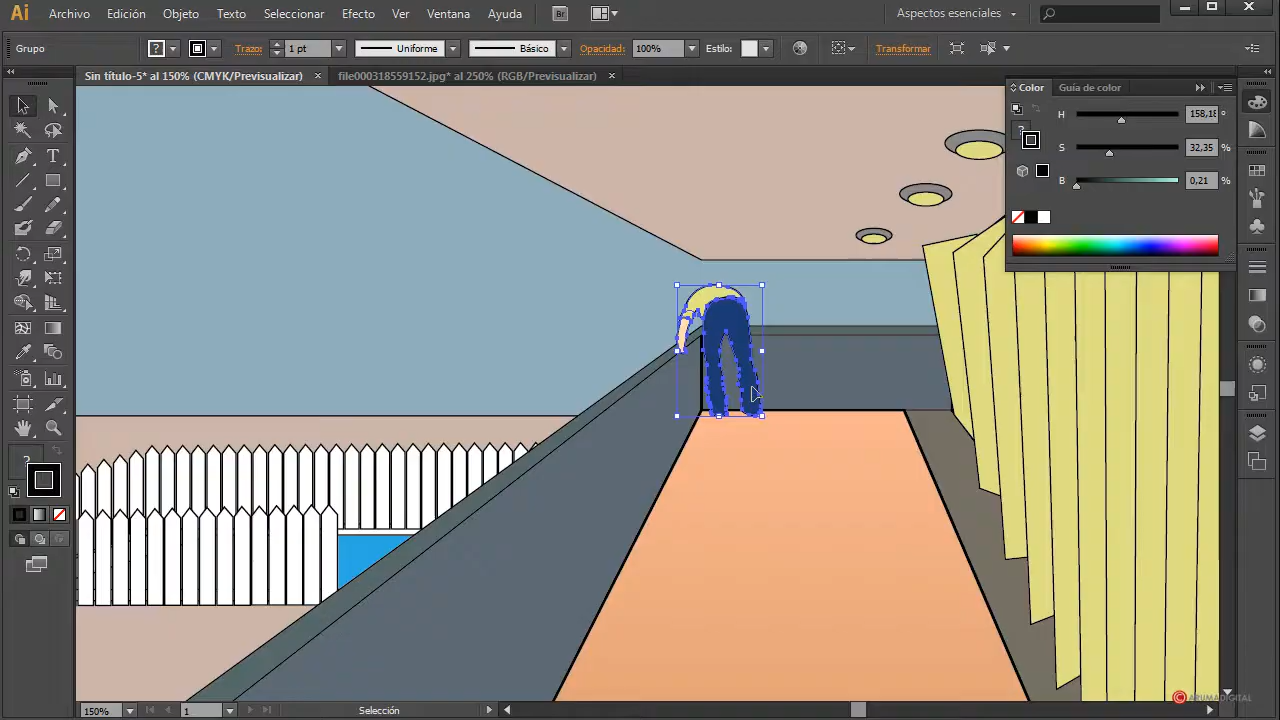 Ai Archivo Edición Objeto Texto Seleccionar Efecto Ver Ventana Ayuda Br Aspectos esenciales
Grupo ? Trazo: 1 pt Uniforme Básico Opacidad: 100% Estilo: Transformar
Sin título-5* al 150% (CMYK/Previsualizar) × file000318559152.jpg* al 250% (RGB/Previsualizar) ×
Color Guía de color
H 158,18 °
S 32,35 %
B 0,21 %
?
150% 1 Selección
© ARUMADIGITAL